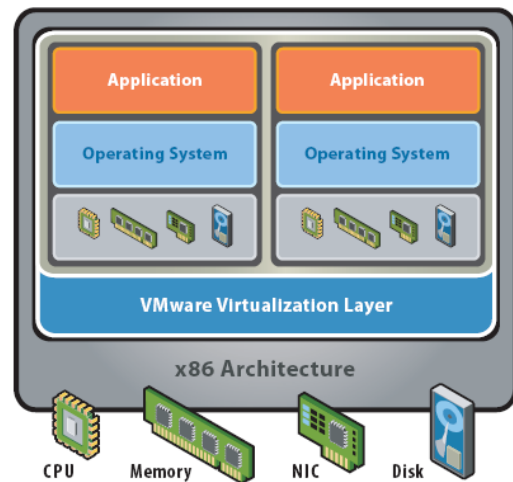 Application Application
Operating System Operating System
VMware Virtualization Layer
x86 Architecture
CPU Memory NIC Disk